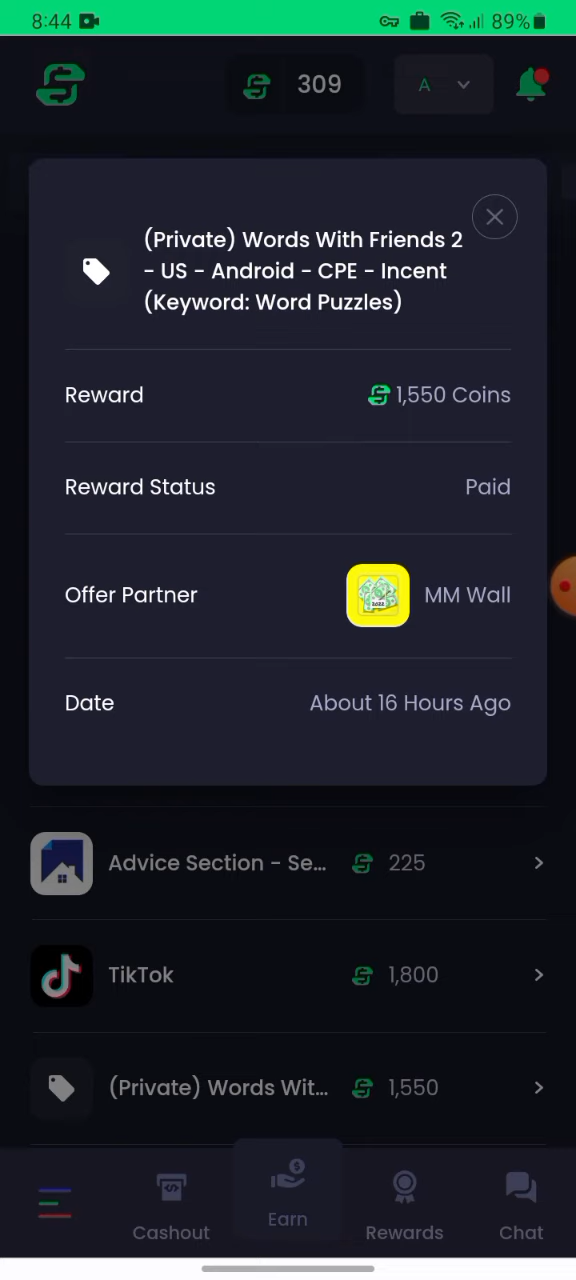 8:44 89%
309 A
(Private) Words With Friends 2
- US - Android - CPE - Incent
(Keyword: Word Puzzles)
Reward 1,550 Coins
Reward Status Paid
Offer Partner MM Wall
Date About 16 Hours Ago
Advice Section - Se... 225
TikTok 1,800
(Private) Words Wit... 1,550
Cashout Earn Rewards Chat